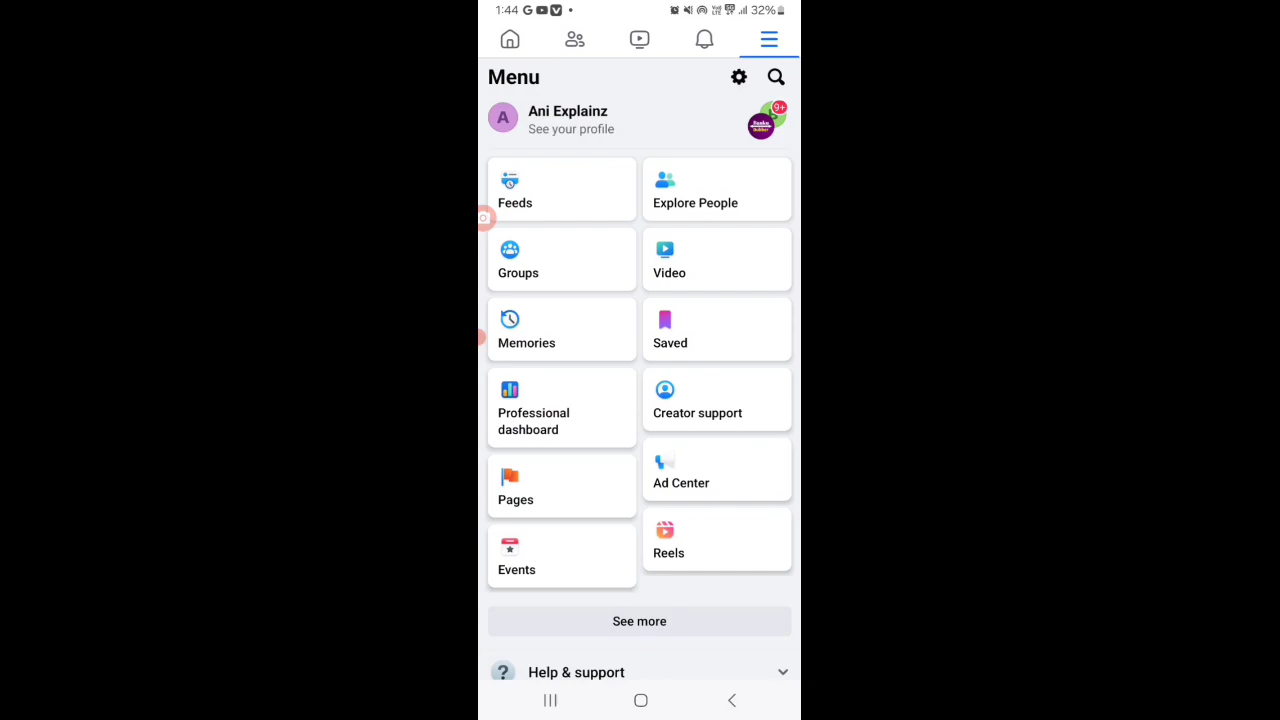 1:44
32%
Menu
A Ani Explainz
See your profile
9+
Feeds
Explore People
Groups
Video
Memories
Saved
Professional
dashboard
Creator support
Pages
Ad Center
Events
Reels
See more
? Help & support